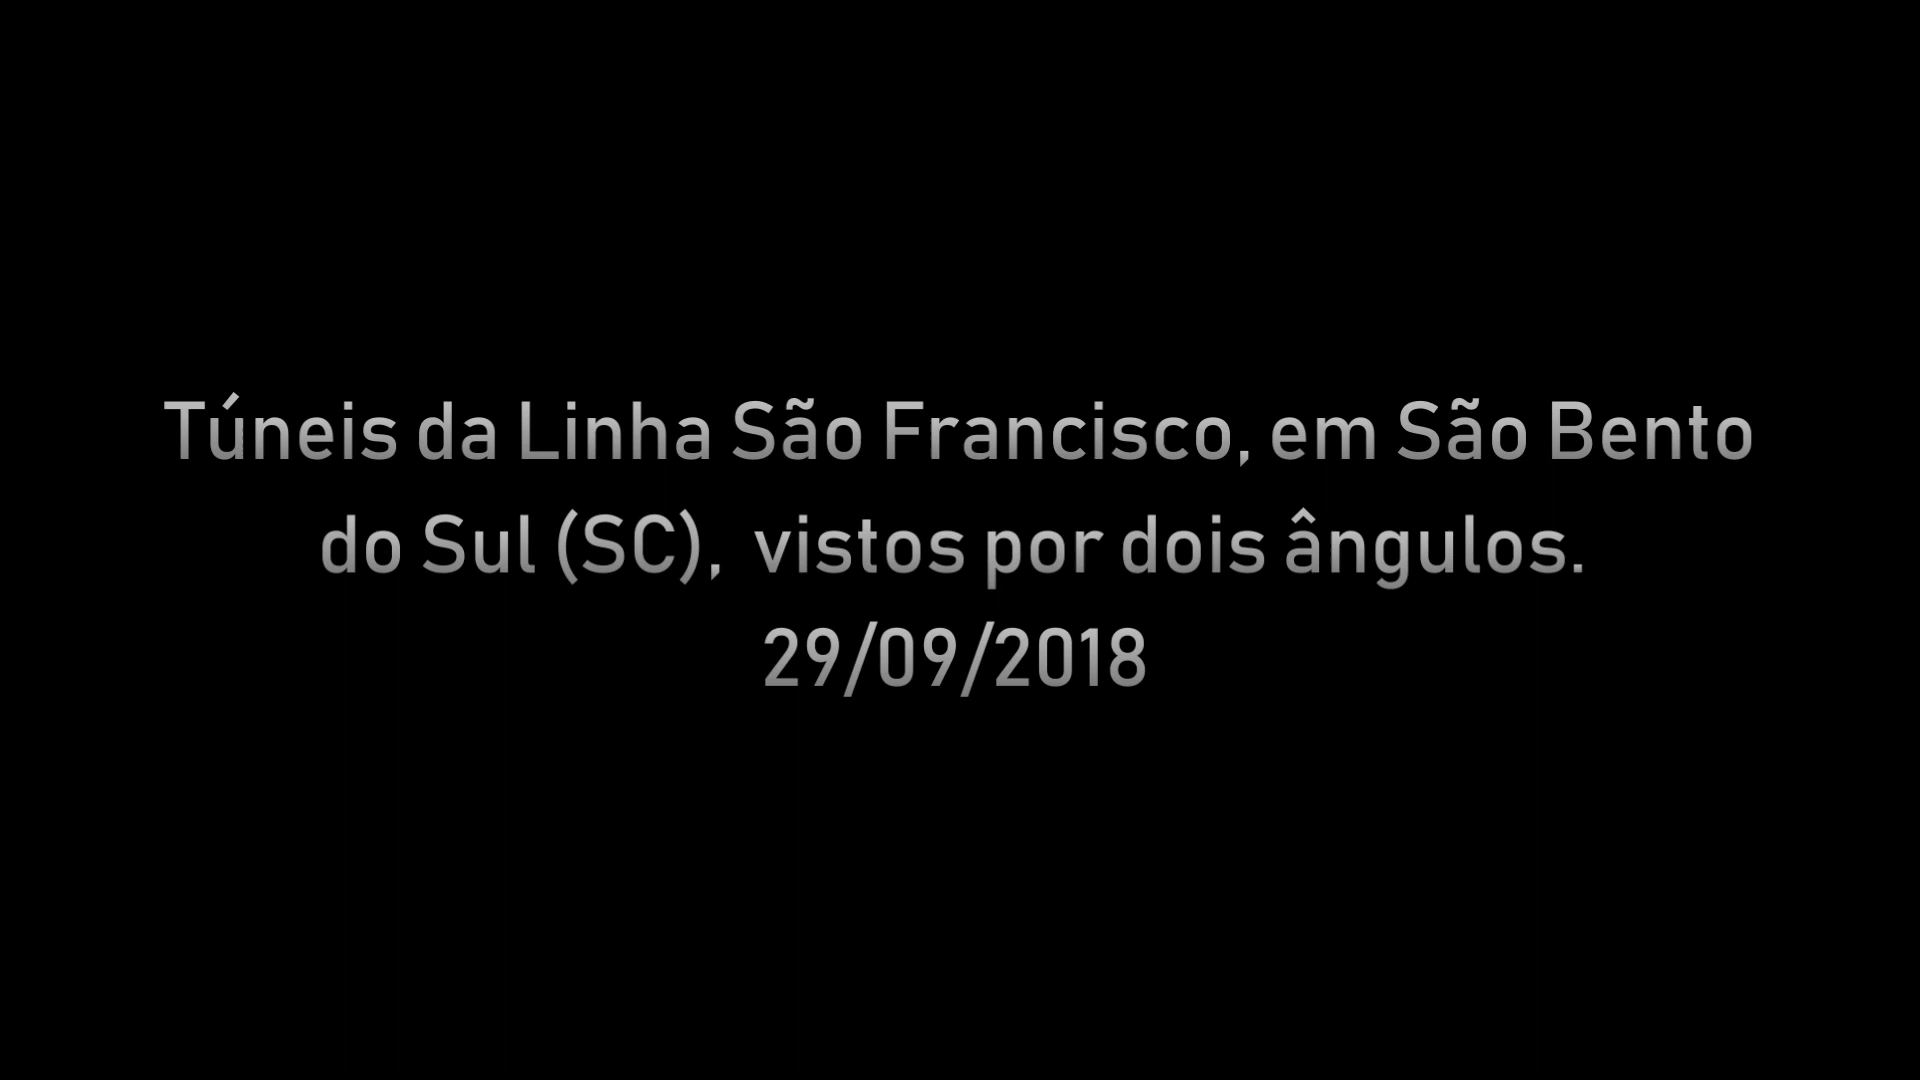 Túneis da Linha São Francisco, em São Bento
do Sul (SC),  vistos por dois ângulos.
29/09/2018